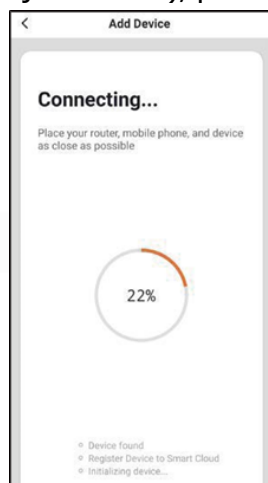 Add Device
Connecting...
Place your router, mobile phone, and device
as close as possible
22%
Device found
Register Device to Smart Cloud
Initializing device...